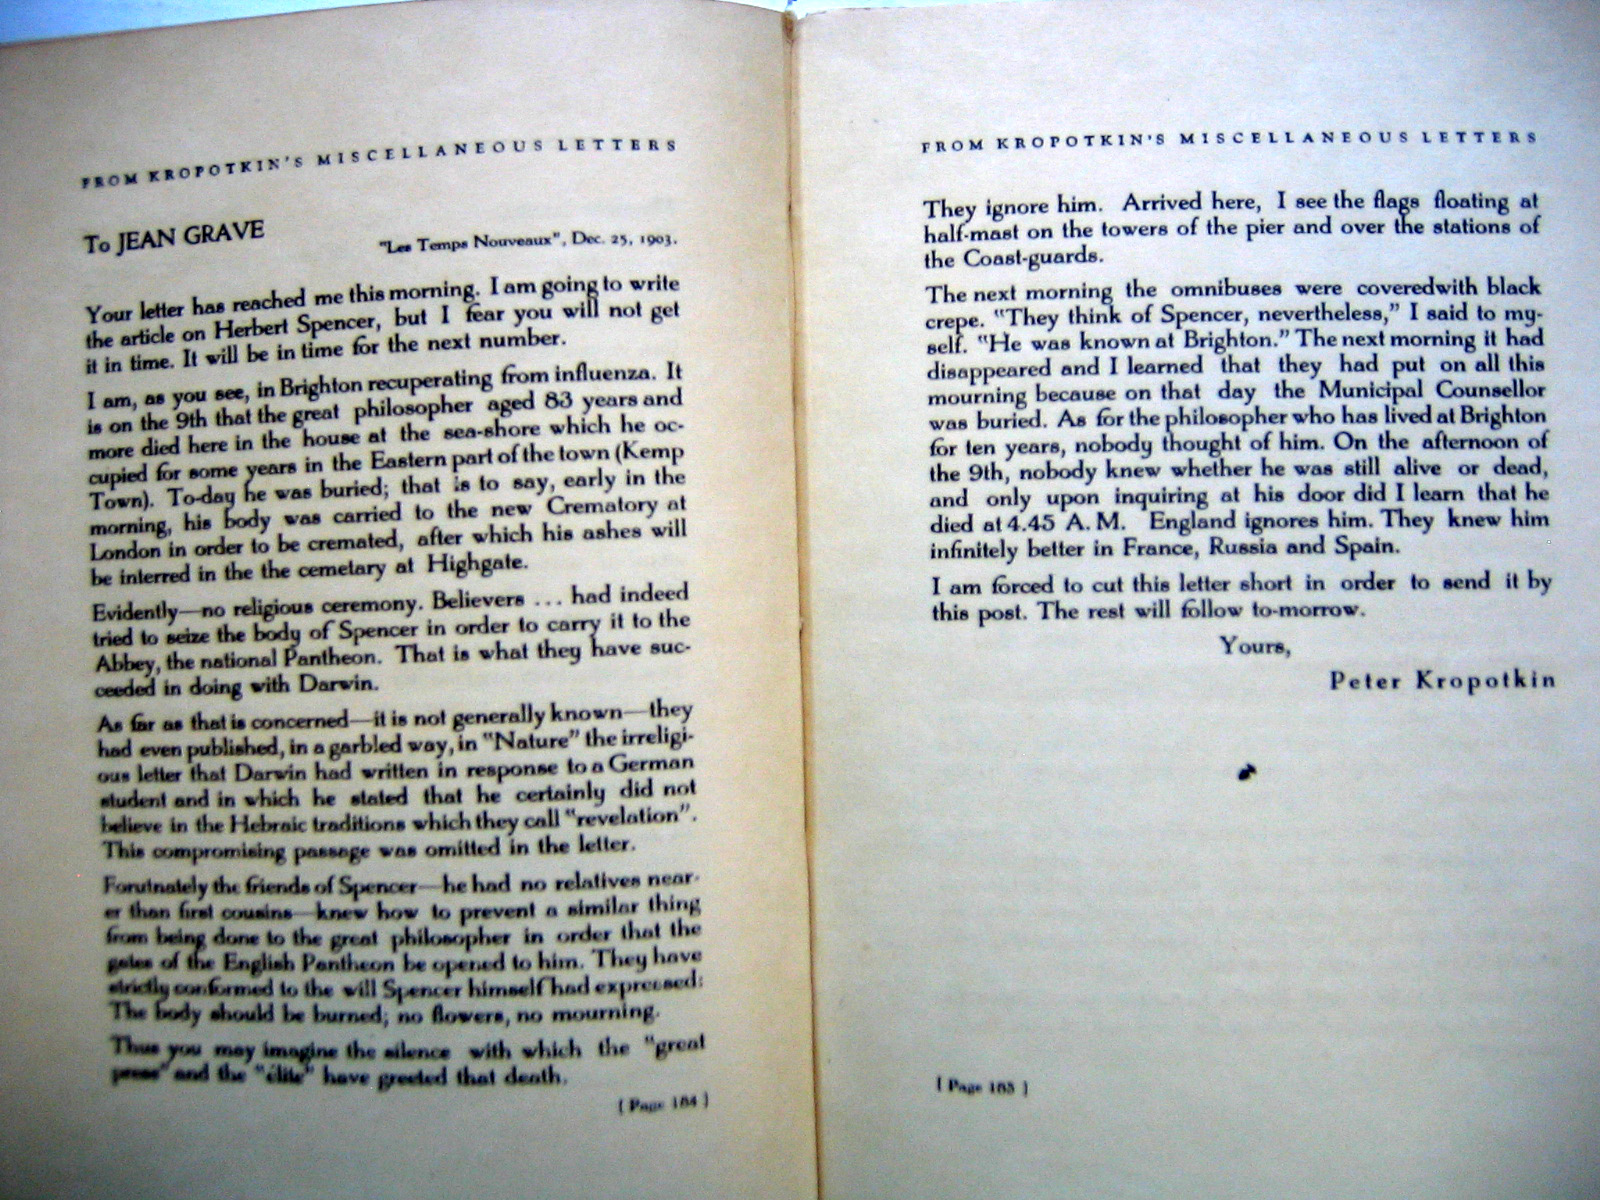 FROM KROPOTKIN'S MISCELLANEOUS LETTERS
To JEAN GRAVE
"Les Temps Nouveaux", Dec. 25, 1903.
Your letter has reached me this morning. I am going to write
the article on Herbert Spencer, but I fear you will not get
it in time. It will be in time for the next number.
I am, as you see, in Brighton recuperating from influenza. It
is on the 9th that the great philosopher aged 83 years and
more died here in the house at the sea-shore which he oc-
cupied for some years in the Eastern part of the town (Kemp
Town). To-day he was buried; that is to say, early in the
morning, his body was carried to the new Crematory at
London in order to be cremated, after which his ashes will
be interred in the the cemetary at Highgate.
Evidently—no religious ceremony. Believers ... had indeed
tried to seize the body of Spencer in order to carry it to the
Abbey, the national Pantheon. That is what they have suc-
ceeded in doing with Darwin.
As far as that is concerned—it is not generally known—they
had even published, in a garbled way, in "Nature" the irreligi-
ous letter that Darwin had written in response to a German
student and in which he stated that he certainly did not
believe in the Hebraic traditions which they call "revelation".
This compromising passage was omitted in the letter.
Forutnately the friends of Spencer—he had no relatives near-
er than first cousins—knew how to prevent a similar thing
from being done to the great philosopher in order that the
gates of the English Pantheon be opened to him. They have
strictly conformed to the will Spencer himself had expressed:
The body should be burned; no flowers, no mourning.
Thus you may imagine the silence with which the "great
press" and the "élite" have greeted that death.
[ Page 184 ]
FROM KROPOTKIN'S MISCELLANEOUS LETTERS
They ignore him. Arrived here, I see the flags floating at
half-mast on the towers of the pier and over the stations of
the Coast-guards.
The next morning the omnibuses were coveredwith black
crepe. "They think of Spencer, nevertheless," I said to my-
self. "He was known at Brighton." The next morning it had
disappeared and I learned that they had put on all this
mourning because on that day the Municipal Counsellor
was buried. As for the philosopher who has lived at Brighton
for ten years, nobody thought of him. On the afternoon of
the 9th, nobody knew whether he was still alive or dead,
and only upon inquiring at his door did I learn that he
died at 4.45 A. M. England ignores him. They knew him
infinitely better in France, Russia and Spain.
I am forced to cut this letter short in order to send it by
this post. The rest will follow to-morrow.
Yours,
Peter Kropotkin
[ Page 185 ]